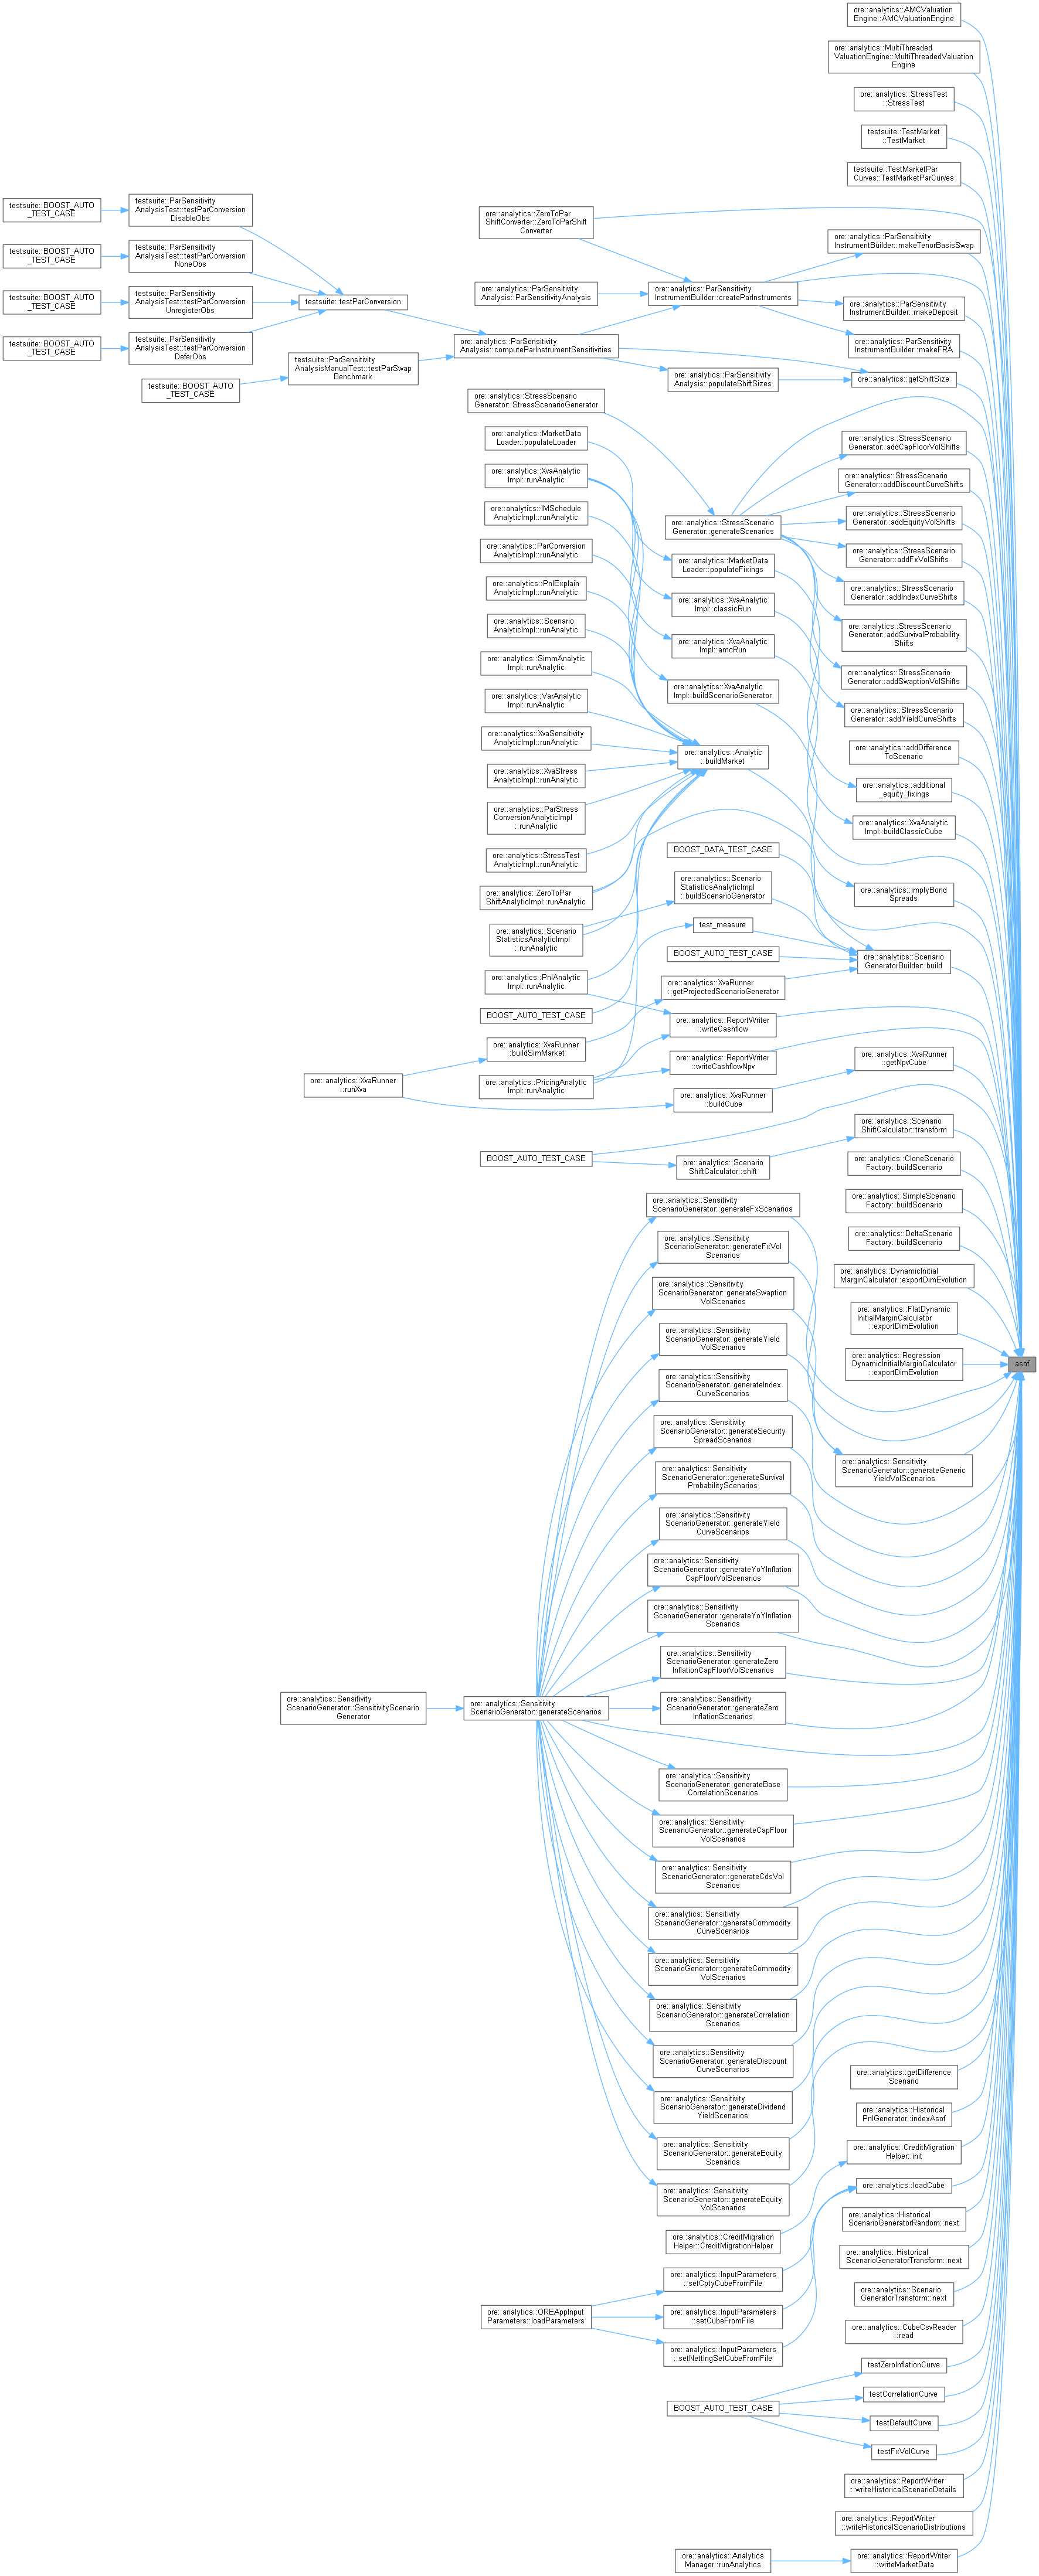 ore::analytics::AMCValuation
Engine::AMCValuationEngine
ore::analytics::MultiThreaded
ValuationEngine::MultiThreadedValuation
Engine
ore::analytics::StressTest
::StressTest
testsuite::TestMarket
::TestMarket
testsuite::TestMarketPar
Curves::TestMarketParCurves
testsuite::BOOST_AUTO
_TEST_CASE
testsuite::ParSensitivity
AnalysisTest::testParConversion
DisableObs
ore::analytics::ZeroToPar
ShiftConverter::ZeroToParShift
Converter
ore::analytics::ParSensitivity
InstrumentBuilder::makeTenorBasisSwap
testsuite::BOOST_AUTO
_TEST_CASE
testsuite::ParSensitivity
AnalysisTest::testParConversion
NoneObs
testsuite::BOOST_AUTO
_TEST_CASE
testsuite::ParSensitivity
AnalysisTest::testParConversion
UnregisterObs
testsuite::testParConversion
ore::analytics::ParSensitivity
Analysis::ParSensitivityAnalysis
ore::analytics::ParSensitivity
InstrumentBuilder::createParInstruments
ore::analytics::ParSensitivity
InstrumentBuilder::makeDeposit
testsuite::BOOST_AUTO
_TEST_CASE
testsuite::ParSensitivity
AnalysisTest::testParConversion
DeferObs
ore::analytics::ParSensitivity
Analysis::computeParInstrumentSensitivities
ore::analytics::ParSensitivity
InstrumentBuilder::makeFRA
testsuite::BOOST_AUTO
_TEST_CASE
testsuite::ParSensitivity
AnalysisManualTest::testParSwap
Benchmark
ore::analytics::ParSensitivity
Analysis::populateShiftSizes
ore::analytics::getShiftSize
ore::analytics::StressScenario
Generator::StressScenarioGenerator
ore::analytics::MarketData
Loader::populateLoader
ore::analytics::StressScenario
Generator::addCapFloorVolShifts
ore::analytics::XvaAnalytic
Impl::runAnalytic
ore::analytics::StressScenario
Generator::addDiscountCurveShifts
ore::analytics::IMSchedule
AnalyticImpl::runAnalytic
ore::analytics::StressScenario
Generator::generateScenarios
ore::analytics::StressScenario
Generator::addEquityVolShifts
ore::analytics::ParConversion
AnalyticImpl::runAnalytic
ore::analytics::MarketData
Loader::populateFixings
ore::analytics::StressScenario
Generator::addFxVolShifts
ore::analytics::PnlExplain
AnalyticImpl::runAnalytic
ore::analytics::XvaAnalytic
Impl::classicRun
ore::analytics::StressScenario
Generator::addIndexCurveShifts
ore::analytics::Scenario
AnalyticImpl::runAnalytic
ore::analytics::XvaAnalytic
Impl::amcRun
ore::analytics::StressScenario
Generator::addSurvivalProbability
Shifts
ore::analytics::SimmAnalytic
Impl::runAnalytic
ore::analytics::XvaAnalytic
Impl::buildScenarioGenerator
ore::analytics::StressScenario
Generator::addSwaptionVolShifts
ore::analytics::VarAnalytic
Impl::runAnalytic
ore::analytics::StressScenario
Generator::addYieldCurveShifts
ore::analytics::XvaSensitivity
AnalyticImpl::runAnalytic
ore::analytics::Analytic
::buildMarket
ore::analytics::addDifference
ToScenario
ore::analytics::XvaStress
AnalyticImpl::runAnalytic
ore::analytics::additional
_equity_fixings
ore::analytics::ParStress
ConversionAnalyticImpl
::runAnalytic
ore::analytics::XvaAnalytic
Impl::buildClassicCube
ore::analytics::StressTest
AnalyticImpl::runAnalytic
BOOST_DATA_TEST_CASE
ore::analytics::ZeroToPar
ShiftAnalyticImpl::runAnalytic
ore::analytics::Scenario
StatisticsAnalyticImpl
::buildScenarioGenerator
ore::analytics::implyBond
Spreads
ore::analytics::Scenario
StatisticsAnalyticImpl
::runAnalytic
test_measure
BOOST_AUTO_TEST_CASE
ore::analytics::Scenario
GeneratorBuilder::build
ore::analytics::PnlAnalytic
Impl::runAnalytic
ore::analytics::XvaRunner
::getProjectedScenarioGenerator
BOOST_AUTO_TEST_CASE
ore::analytics::ReportWriter
::writeCashflow
ore::analytics::XvaRunner
::buildSimMarket
ore::analytics::ReportWriter
::writeCashflowNpv
ore::analytics::XvaRunner
::getNpvCube
ore::analytics::XvaRunner
::runXva
ore::analytics::PricingAnalytic
Impl::runAnalytic
ore::analytics::XvaRunner
::buildCube
ore::analytics::Scenario
ShiftCalculator::transform
BOOST_AUTO_TEST_CASE
ore::analytics::Scenario
ShiftCalculator::shift
ore::analytics::CloneScenario
Factory::buildScenario
ore::analytics::Sensitivity
ScenarioGenerator::generateFxScenarios
ore::analytics::SimpleScenario
Factory::buildScenario
ore::analytics::Sensitivity
ScenarioGenerator::generateFxVol
Scenarios
ore::analytics::DeltaScenario
Factory::buildScenario
ore::analytics::Sensitivity
ScenarioGenerator::generateSwaption
VolScenarios
ore::analytics::DynamicInitial
MarginCalculator::exportDimEvolution
ore::analytics::Sensitivity
ScenarioGenerator::generateYield
VolScenarios
ore::analytics::FlatDynamic
InitialMarginCalculator
::exportDimEvolution
ore::analytics::Sensitivity
ScenarioGenerator::generateIndex
CurveScenarios
ore::analytics::Regression
DynamicInitialMarginCalculator
::exportDimEvolution
asof
ore::analytics::Sensitivity
ScenarioGenerator::generateSecurity
SpreadScenarios
ore::analytics::Sensitivity
ScenarioGenerator::generateSurvival
ProbabilityScenarios
ore::analytics::Sensitivity
ScenarioGenerator::generateGeneric
YieldVolScenarios
ore::analytics::Sensitivity
ScenarioGenerator::generateYield
CurveScenarios
ore::analytics::Sensitivity
ScenarioGenerator::generateYoYInflation
CapFloorVolScenarios
ore::analytics::Sensitivity
ScenarioGenerator::generateYoYInflation
Scenarios
ore::analytics::Sensitivity
ScenarioGenerator::generateZero
InflationCapFloorVolScenarios
ore::analytics::Sensitivity
ScenarioGenerator::SensitivityScenario
Generator
ore::analytics::Sensitivity
ScenarioGenerator::generateScenarios
ore::analytics::Sensitivity
ScenarioGenerator::generateZero
InflationScenarios
ore::analytics::Sensitivity
ScenarioGenerator::generateBase
CorrelationScenarios
ore::analytics::Sensitivity
ScenarioGenerator::generateCapFloor
VolScenarios
ore::analytics::Sensitivity
ScenarioGenerator::generateCdsVol
Scenarios
ore::analytics::Sensitivity
ScenarioGenerator::generateCommodity
CurveScenarios
ore::analytics::Sensitivity
ScenarioGenerator::generateCommodity
VolScenarios
ore::analytics::Sensitivity
ScenarioGenerator::generateCorrelation
Scenarios
ore::analytics::Sensitivity
ScenarioGenerator::generateDiscount
CurveScenarios
ore::analytics::getDifference
Scenario
ore::analytics::Sensitivity
ScenarioGenerator::generateDividend
YieldScenarios
ore::analytics::Historical
PnlGenerator::indexAsof
ore::analytics::Sensitivity
ScenarioGenerator::generateEquity
Scenarios
ore::analytics::CreditMigration
Helper::init
ore::analytics::Sensitivity
ScenarioGenerator::generateEquity
VolScenarios
ore::analytics::loadCube
ore::analytics::Historical
ScenarioGeneratorRandom::next
ore::analytics::CreditMigration
Helper::CreditMigrationHelper
ore::analytics::Historical
ScenarioGeneratorTransform::next
ore::analytics::InputParameters
::setCptyCubeFromFile
ore::analytics::Scenario
GeneratorTransform::next
ore::analytics::OREAppInput
Parameters::loadParameters
ore::analytics::InputParameters
::setCubeFromFile
ore::analytics::CubeCsvReader
::read
ore::analytics::InputParameters
::setNettingSetCubeFromFile
testZeroInflationCurve
testCorrelationCurve
BOOST_AUTO_TEST_CASE
testDefaultCurve
testFxVolCurve
ore::analytics::ReportWriter
::writeHistoricalScenarioDetails
ore::analytics::ReportWriter
::writeHistoricalScenarioDistributions
ore::analytics::Analytics
Manager::runAnalytics
ore::analytics::ReportWriter
::writeMarketData